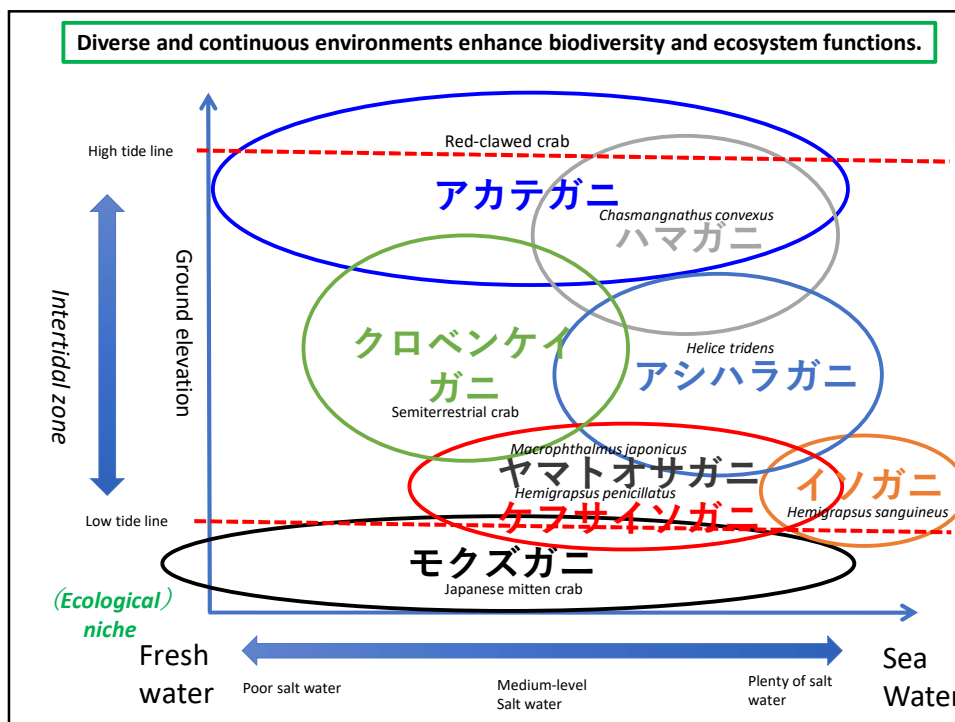 Diverse and continuous environments enhance biodiversity and ecosystem functions.
High tide line
Red-clawed crab
アカテガニ
Chasmangnathus convexus
ハマガニ
Intertidal zone
Ground elevation
クロベンケイ
ガニ
Semiterrestrial crab
Helice tridens
アシハラガニ
Macrophthalmus japonicus
ヤマトオサガニ
Hemigrapsus penicillatus
ケフサイソガニ
イソガニ
Hemigrapsus sanguineus
Low tide line
モクズガニ
Japanese mitten crab
(Ecological)
niche
Fresh
water
Poor salt water
Medium-level
Salt water
Plenty of salt
water
Sea
Water